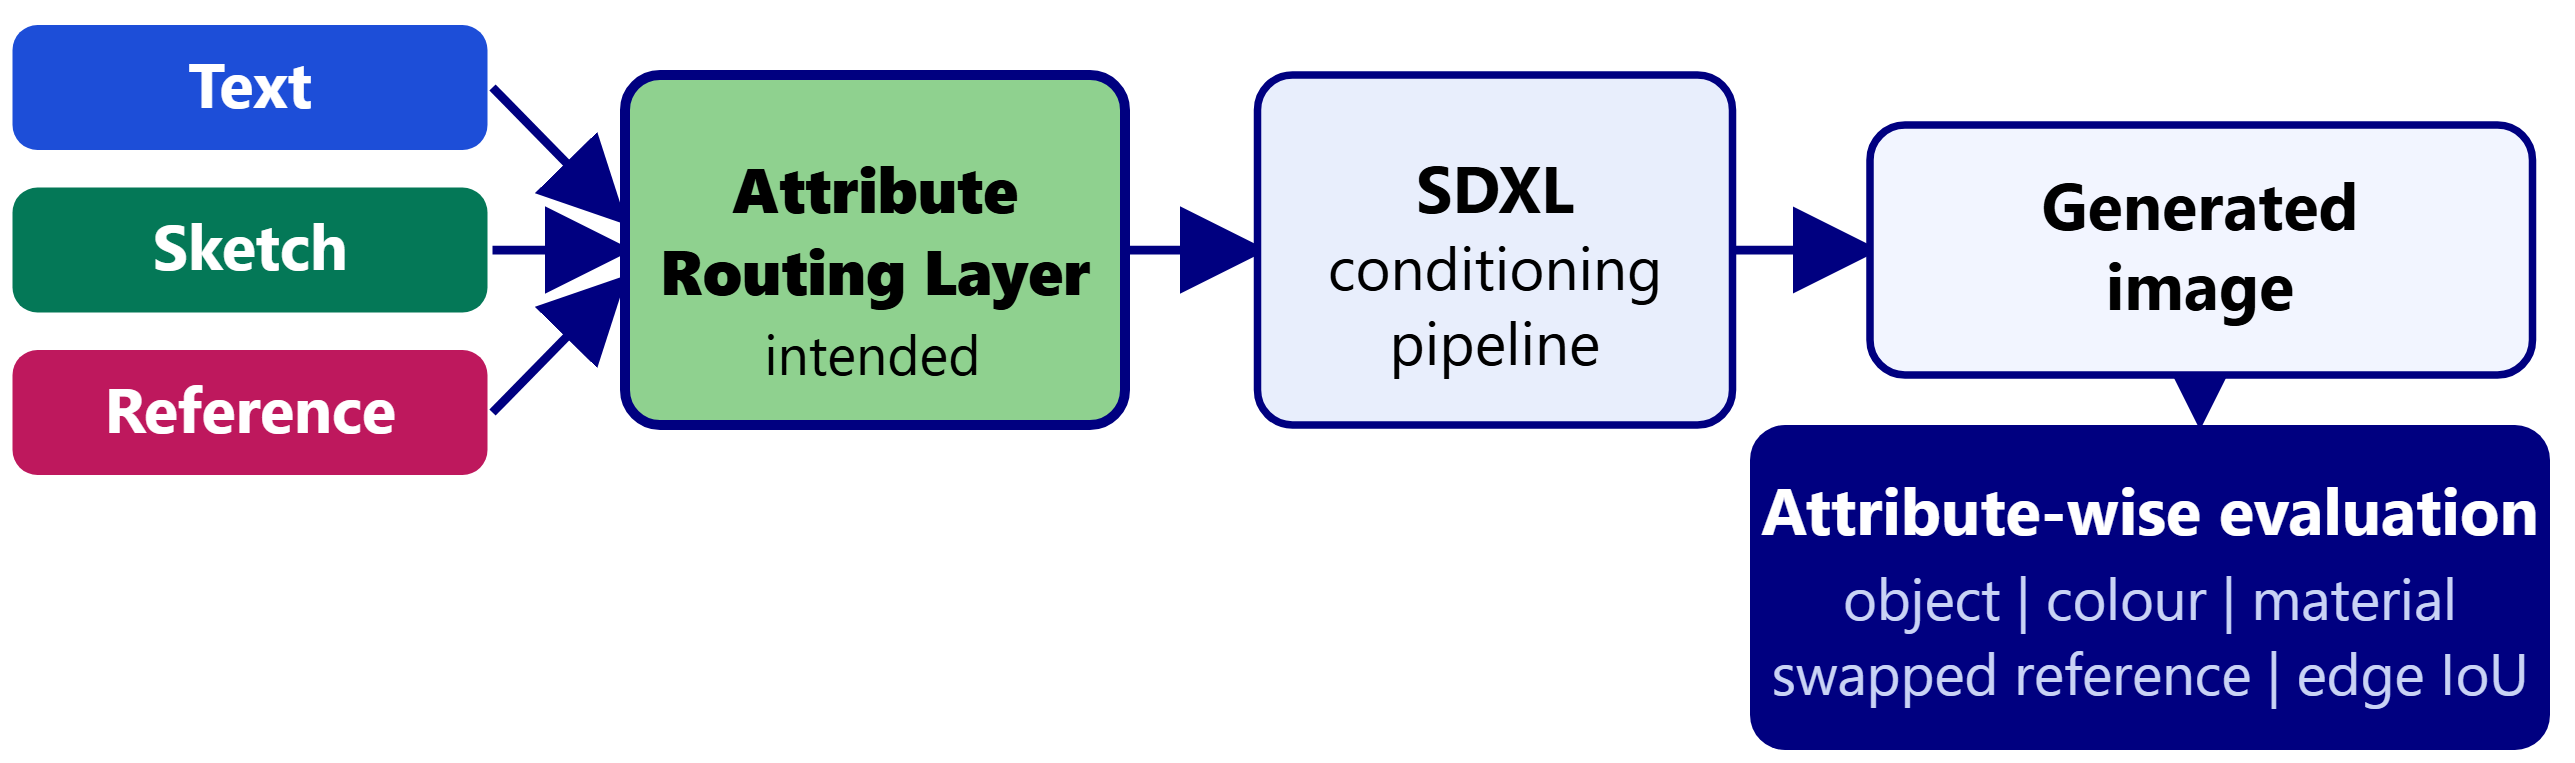 Text
Sketch
Reference
Attribute
Routing Layer
intended
SDXL
conditioning
pipeline
Generated
image
Attribute-wise evaluation
object | colour | material
swapped reference | edge IoU